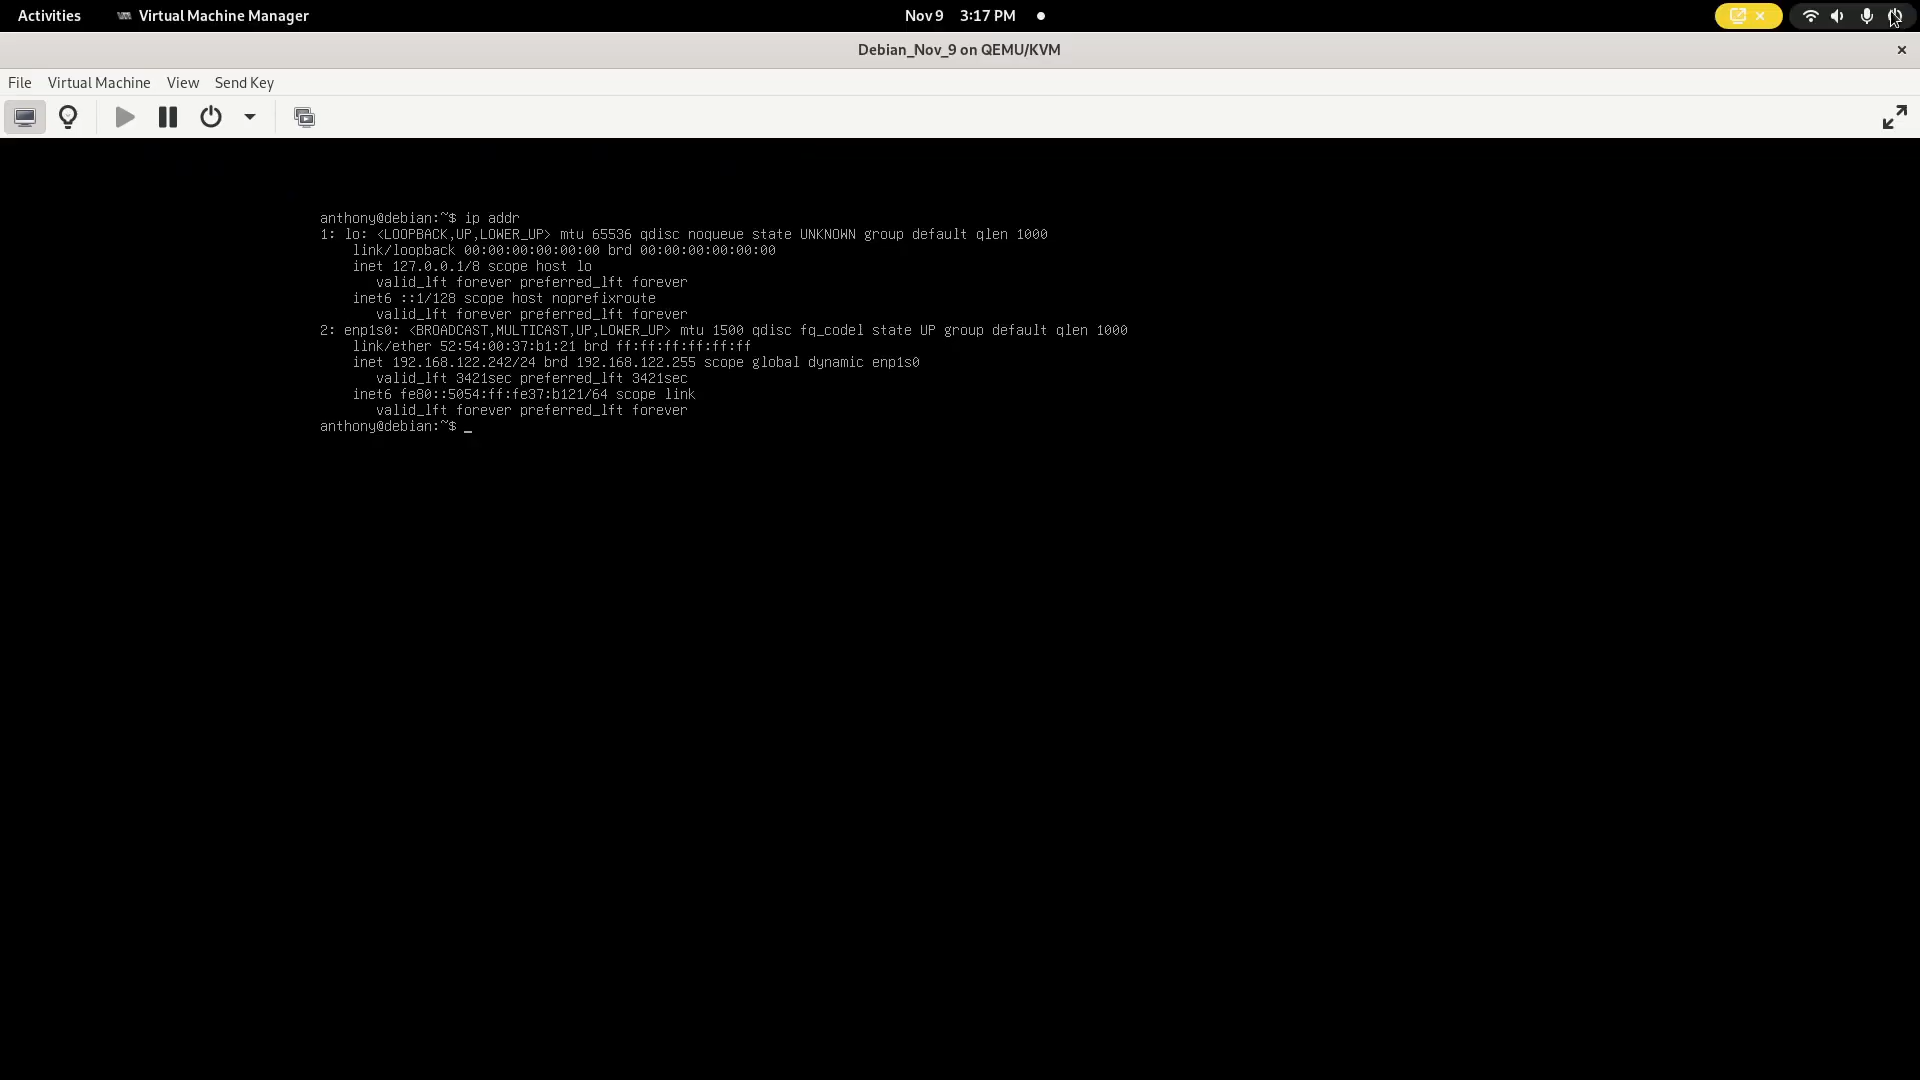 Activities Virtual Machine Manager Nov 9 3:17 PM
Debian_Nov_9 on QEMU/KVM
File Virtual Machine View Send Key
anthony@debian:~$ ip addr
1: lo: <LOOPBACK,UP,LOWER_UP> mtu 65536 qdisc noqueue state UNKNOWN group default qlen 1000
    link/loopback 00:00:00:00:00:00 brd 00:00:00:00:00:00
    inet 127.0.0.1/8 scope host lo
       valid_lft forever preferred_lft forever
    inet6 ::1/128 scope host noprefixroute
       valid_lft forever preferred_lft forever
2: enp1s0: <BROADCAST,MULTICAST,UP,LOWER_UP> mtu 1500 qdisc fq_codel state UP group default qlen 1000
    link/ether 52:54:00:37:b1:21 brd ff:ff:ff:ff:ff:ff
    inet 192.168.122.242/24 brd 192.168.122.255 scope global dynamic enp1s0
       valid_lft 3421sec preferred_lft 3421sec
    inet6 fe80::5054:ff:fe37:b121/64 scope link
       valid_lft forever preferred_lft forever
anthony@debian:~$ _